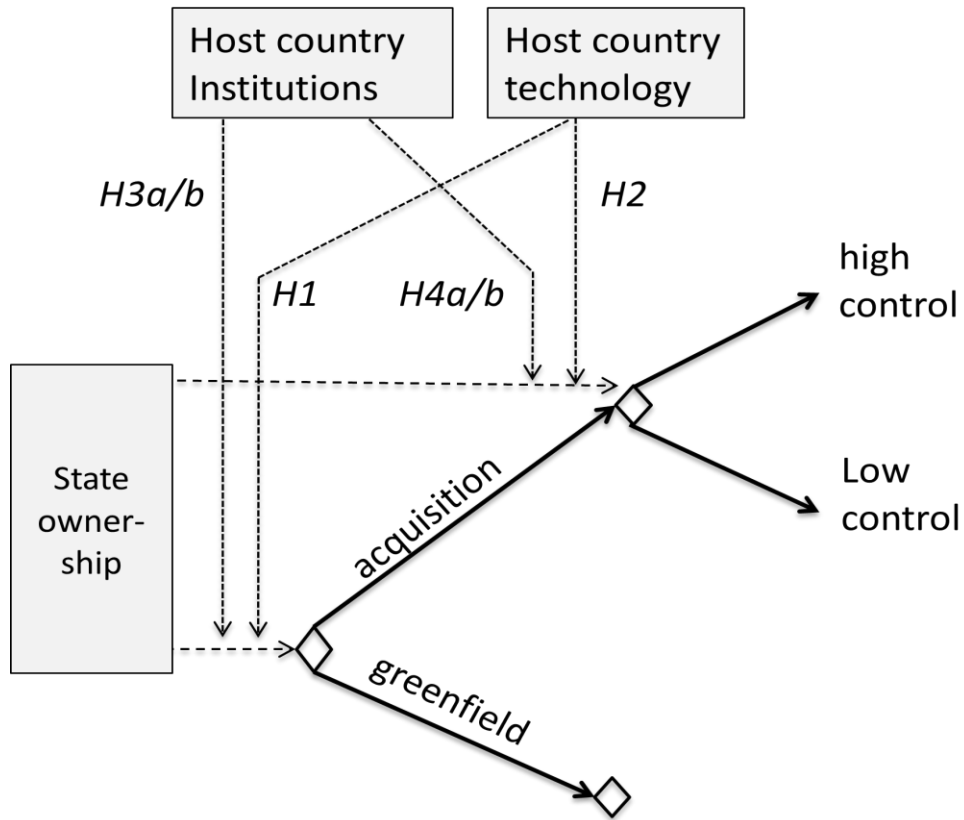 Host country
Institutions
Host country
technology
H3a/b
H2
H1
H4a/b
high
control
State
owner-
ship
acquisition
Low
control
greenfield